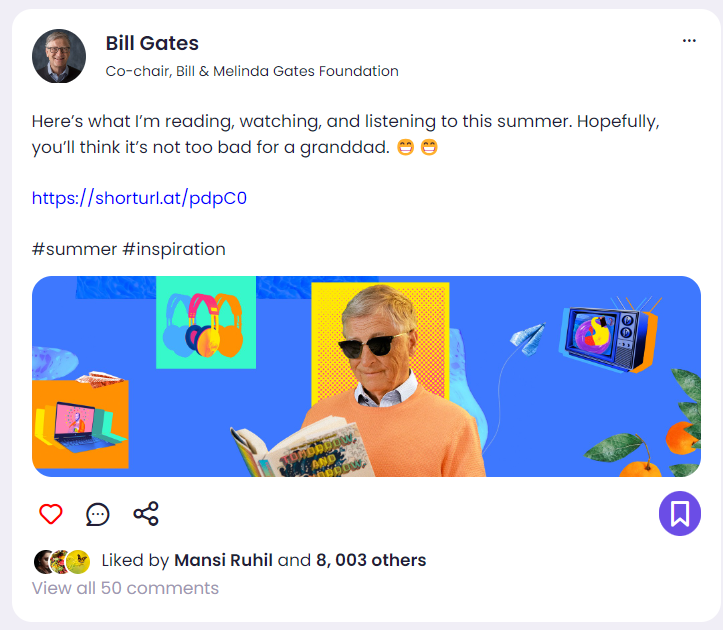 Bill Gates
Co-chair, Bill & Melinda Gates Foundation
Here's what I'm reading, watching, and listening to this summer. Hopefully,
you'll think it's not too bad for a granddad. 😁 😁
https://shorturl.at/pdpC0
#summer #inspiration
TOMORROW
AND
TOMORROW
Liked by Mansi Ruhil and 8, 003 others
View all 50 comments